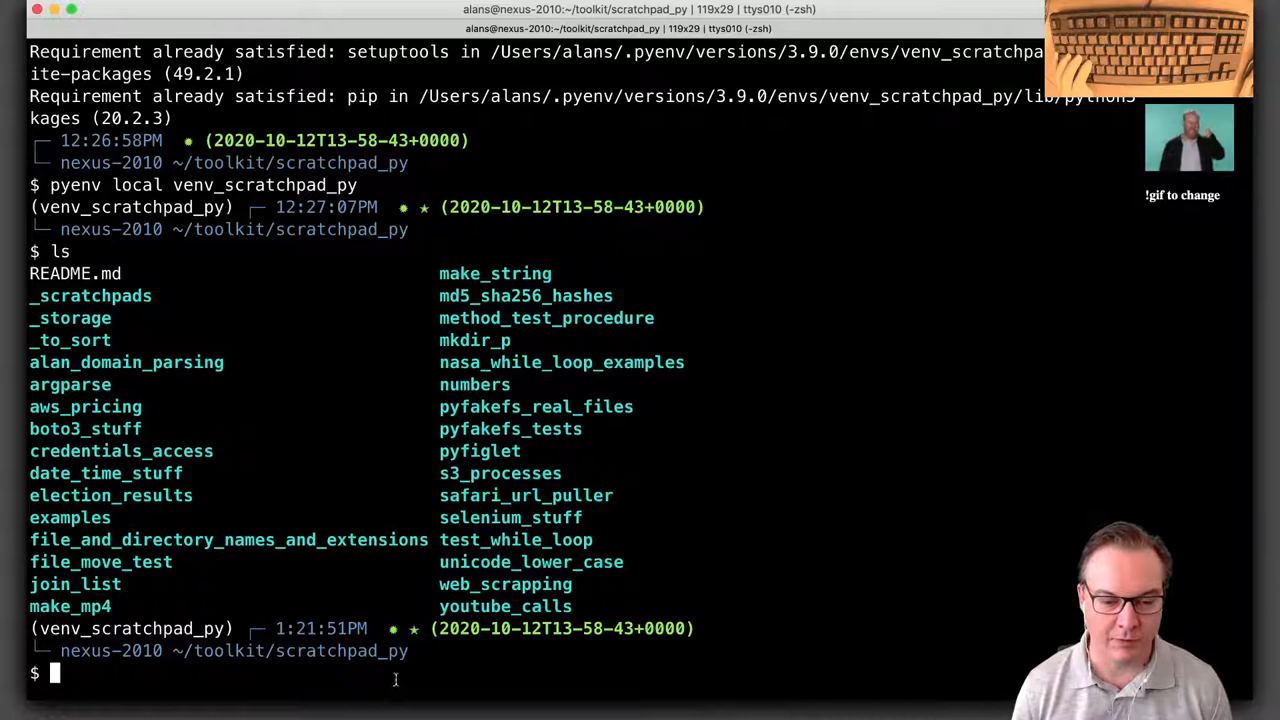 alans@nexus-2010:~/toolkit/scratchpad_py | 119x29 | ttys010 (-zsh)
alans@nexus-2010:~/toolkit/scratchpad_py | 119x29 | ttys010 (-zsh)
Requirement already satisfied: setuptools in /Users/alans/.pyenv/versions/3.9.0/envs/venv_scratchpa
ite-packages (49.2.1)
Requirement already satisfied: pip in /Users/alans/.pyenv/versions/3.9.0/envs/venv_scratchpad_py/lib/python3
kages (20.2.3)
12:26:58PM ✹ (2020-10-12T13-58-43+0000)
nexus-2010 ~/toolkit/scratchpad_py
$ pyenv local venv_scratchpad_py
(venv_scratchpad_py) 12:27:07PM ✹ ★ (2020-10-12T13-58-43+0000)
nexus-2010 ~/toolkit/scratchpad_py
$ ls
README.md make_string
_scratchpads md5_sha256_hashes
_storage method_test_procedure
_to_sort mkdir_p
alan_domain_parsing nasa_while_loop_examples
argparse numbers
aws_pricing pyfakefs_real_files
boto3_stuff pyfakefs_tests
credentials_access pyfiglet
date_time_stuff s3_processes
election_results safari_url_puller
examples selenium_stuff
file_and_directory_names_and_extensions test_while_loop
file_move_test unicode_lower_case
join_list web_scrapping
make_mp4 youtube_calls
(venv_scratchpad_py) 1:21:51PM ✹ ★ (2020-10-12T13-58-43+0000)
nexus-2010 ~/toolkit/scratchpad_py
$
!gif to change